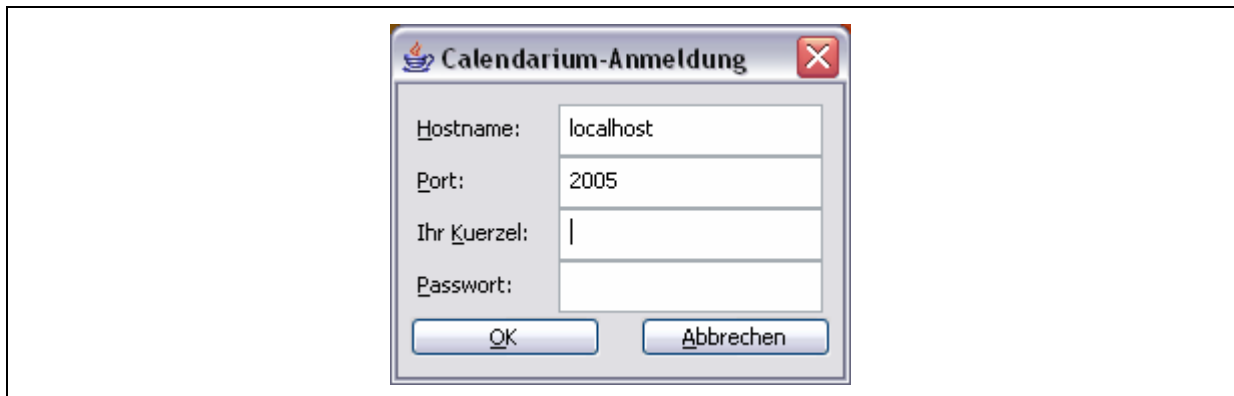 Calendarium-Anmeldung
Hostname: localhost
Port: 2005
Ihr Kuerzel:
Passwort:
OK Abbrechen